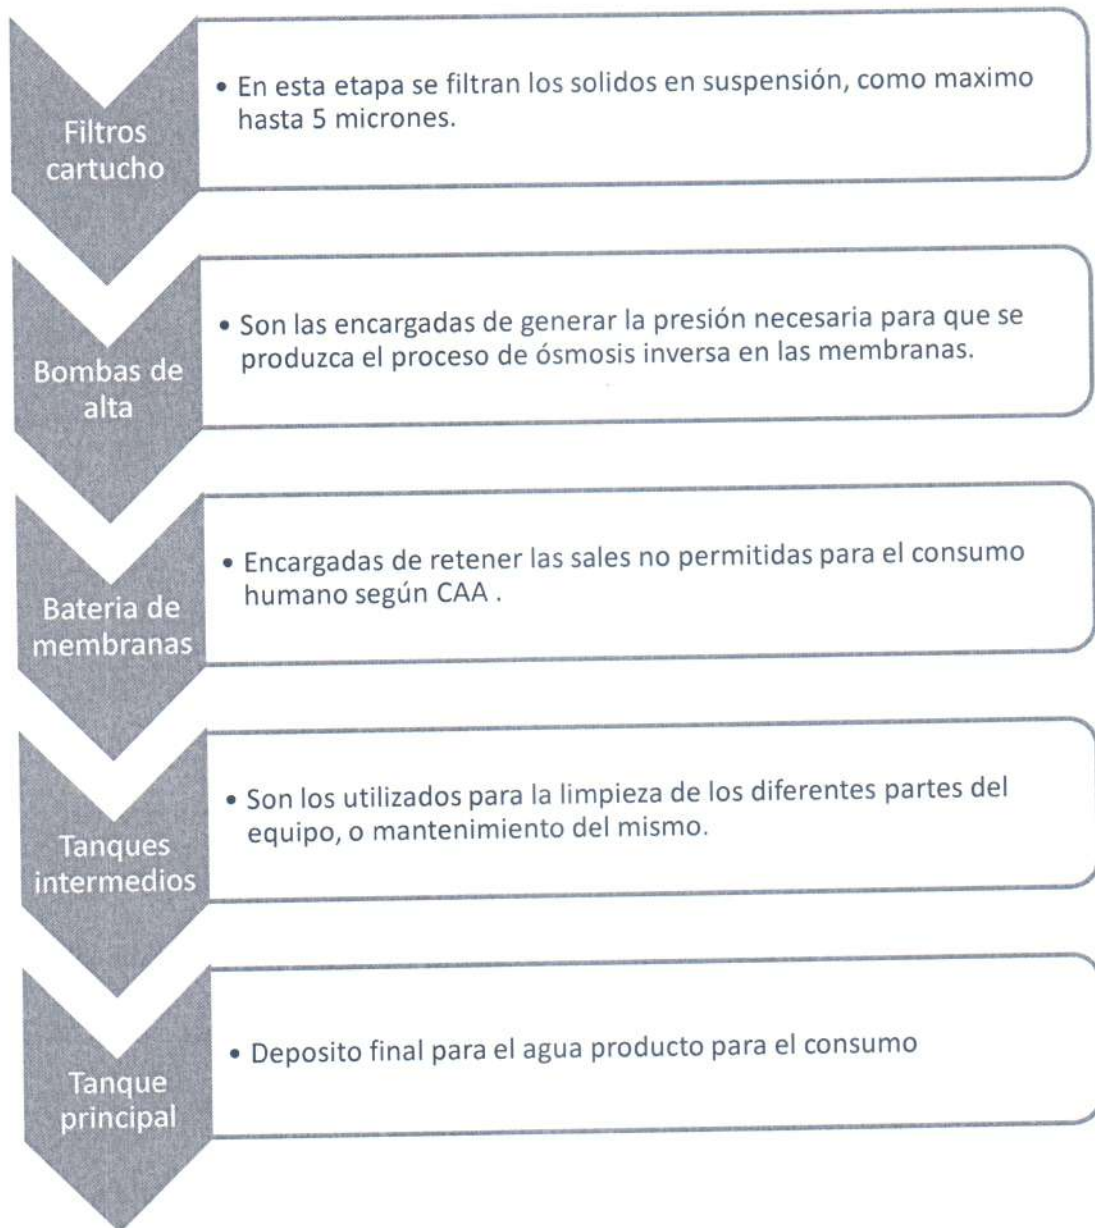 Filtros
cartucho
• En esta etapa se filtran los solidos en suspensión, como maximo
hasta 5 micrones.
Bombas de
alta
• Son las encargadas de generar la presión necesaria para que se
produzca el proceso de ósmosis inversa en las membranas.
Bateria de
membranas
• Encargadas de retener las sales no permitidas para el consumo
humano según CAA .
Tanques
intermedios
• Son los utilizados para la limpieza de los diferentes partes del
equipo, o mantenimiento del mismo.
Tanque
principal
• Deposito final para el agua producto para el consumo